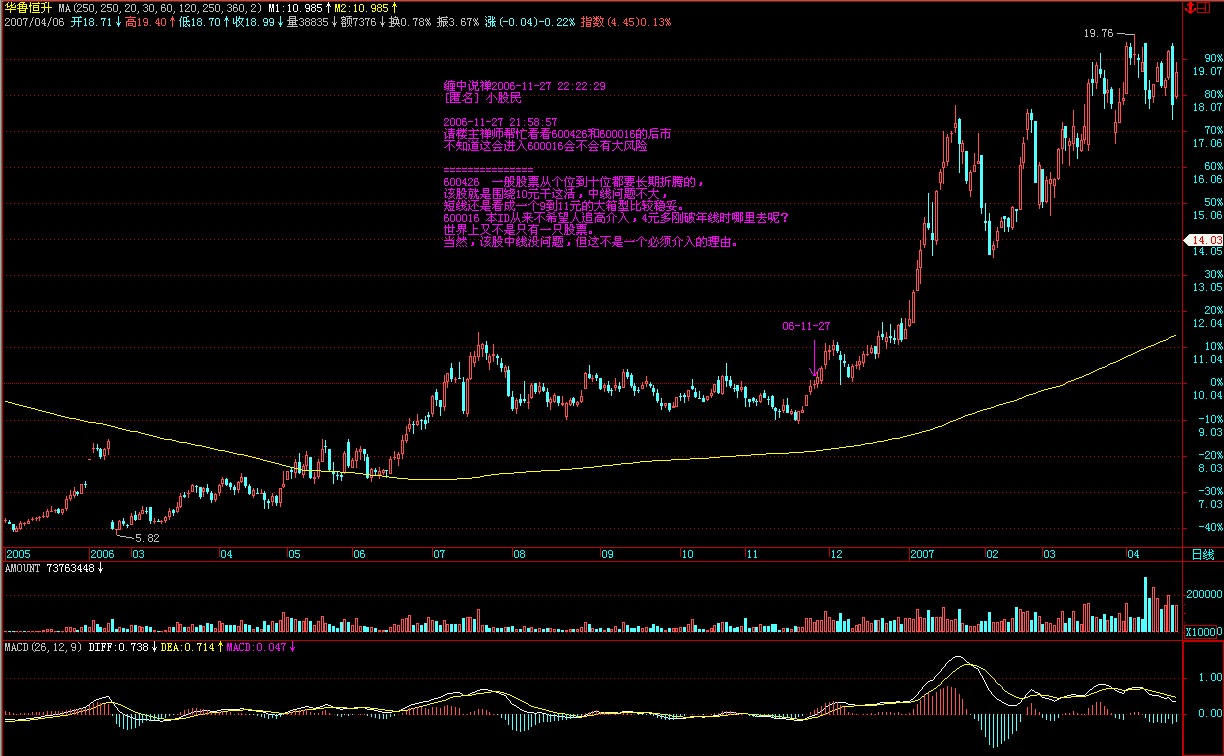 华鲁恒升 MA(250,250,20,30,60,120,250,360,2) M1:10.985↑M2:10.985↑
2007/04/06 开18.71↓高19.40↑低18.70↑收18.99↓量38835↓额7376↓换0.78% 振3.67% 涨(-0.04)-0.22% 指数(4.45)0.13%
19.76
缠中说禅2006-11-27 22:22:29
[匿名] 小股民
2006-11-27 21:58:57
请楼主禅师帮忙看看600426和600016的后市
不知道这会进入600016会不会有大风险
===============
600426 一般股票从个位到十位都要长期折腾的，
该股就是围绕10元干这活，中线问题不大，
短线还是看成一个9到11元的大箱型比较稳妥。
600016 本ID从来不希望人追高介入，4元多刚破年线时哪里去呢？
世界上又不是只有一只股票。
当然，该股中线没问题，但这不是一个必须介入的理由。
06-11-27
5.82
90%
19.07
80%
18.07
70%
17.06
60%
16.06
50%
15.06
14.03
14.05
30%
13.05
20%
12.04
10%
11.04
0%
10.04
-10%
9.03
-20%
8.03
-30%
7.03
-40%
2005 2006 03 04 05 06 07 08 09 10 11 12 2007 02 03 04 日线
AMOUNT 73763448↓
200000
100000
X10000
MACD(26,12,9) DIFF:0.738↓DEA:0.714↑MACD:0.047↓
1.00
0.00